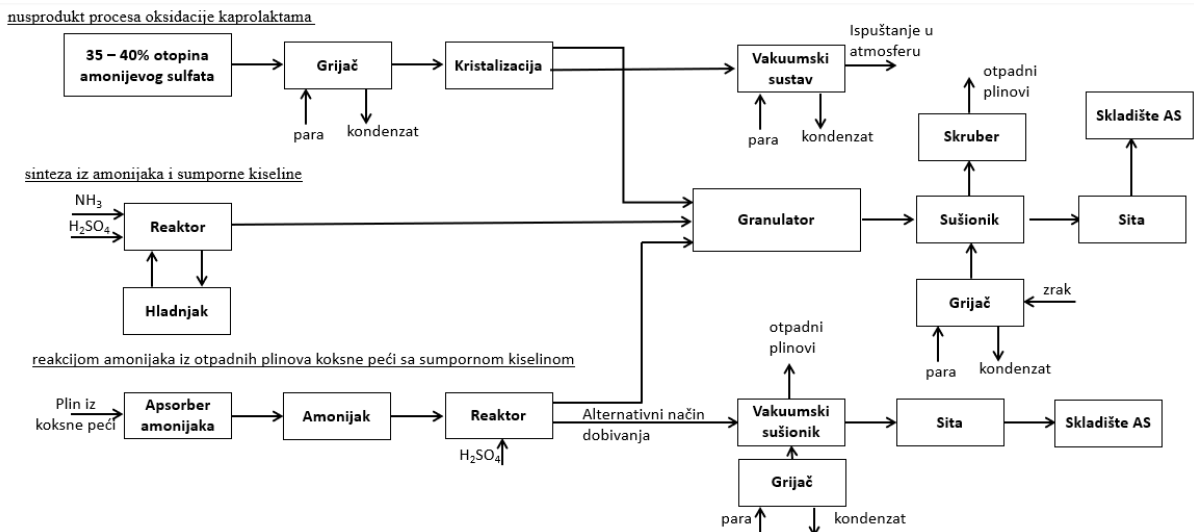 nusprodukt procesa oksidacije kaprolaktama
35 – 40% otopina
amonijevog sulfata
Grijač
para
kondenzat
Kristalizacija
Vakuumski
sustav
para
kondenzat
Ispuštanje u
atmosferu
otpadni
plinovi
Skruber
Skladište AS
sinteza iz amonijaka i sumporne kiseline
NH₃
H₂SO₄
Reaktor
Hladnjak
Granulator
Sušionik
Sita
Grijač
zrak
para
kondenzat
reakcijom amonijaka iz otpadnih plinova koksne peći sa sumpornom kiselinom
Plin iz
koksne peći
Apsorber
amonijaka
Amonijak
Reaktor
H₂SO₄
Alternativni način
dobivanja
otpadni
plinovi
Vakuumski
sušionik
Sita
Skladište AS
Grijač
para
kondenzat